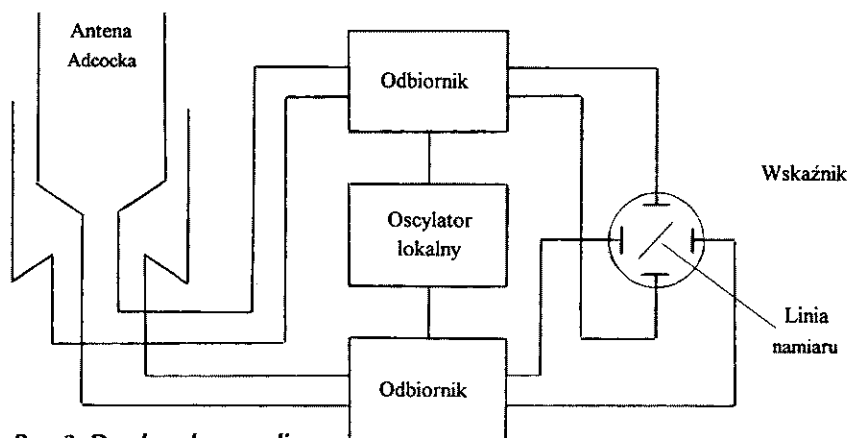 Antena
Adcocka
Odbiornik
Wskaźnik
Oscylator
lokalny
Linia
namiaru
Odbiornik